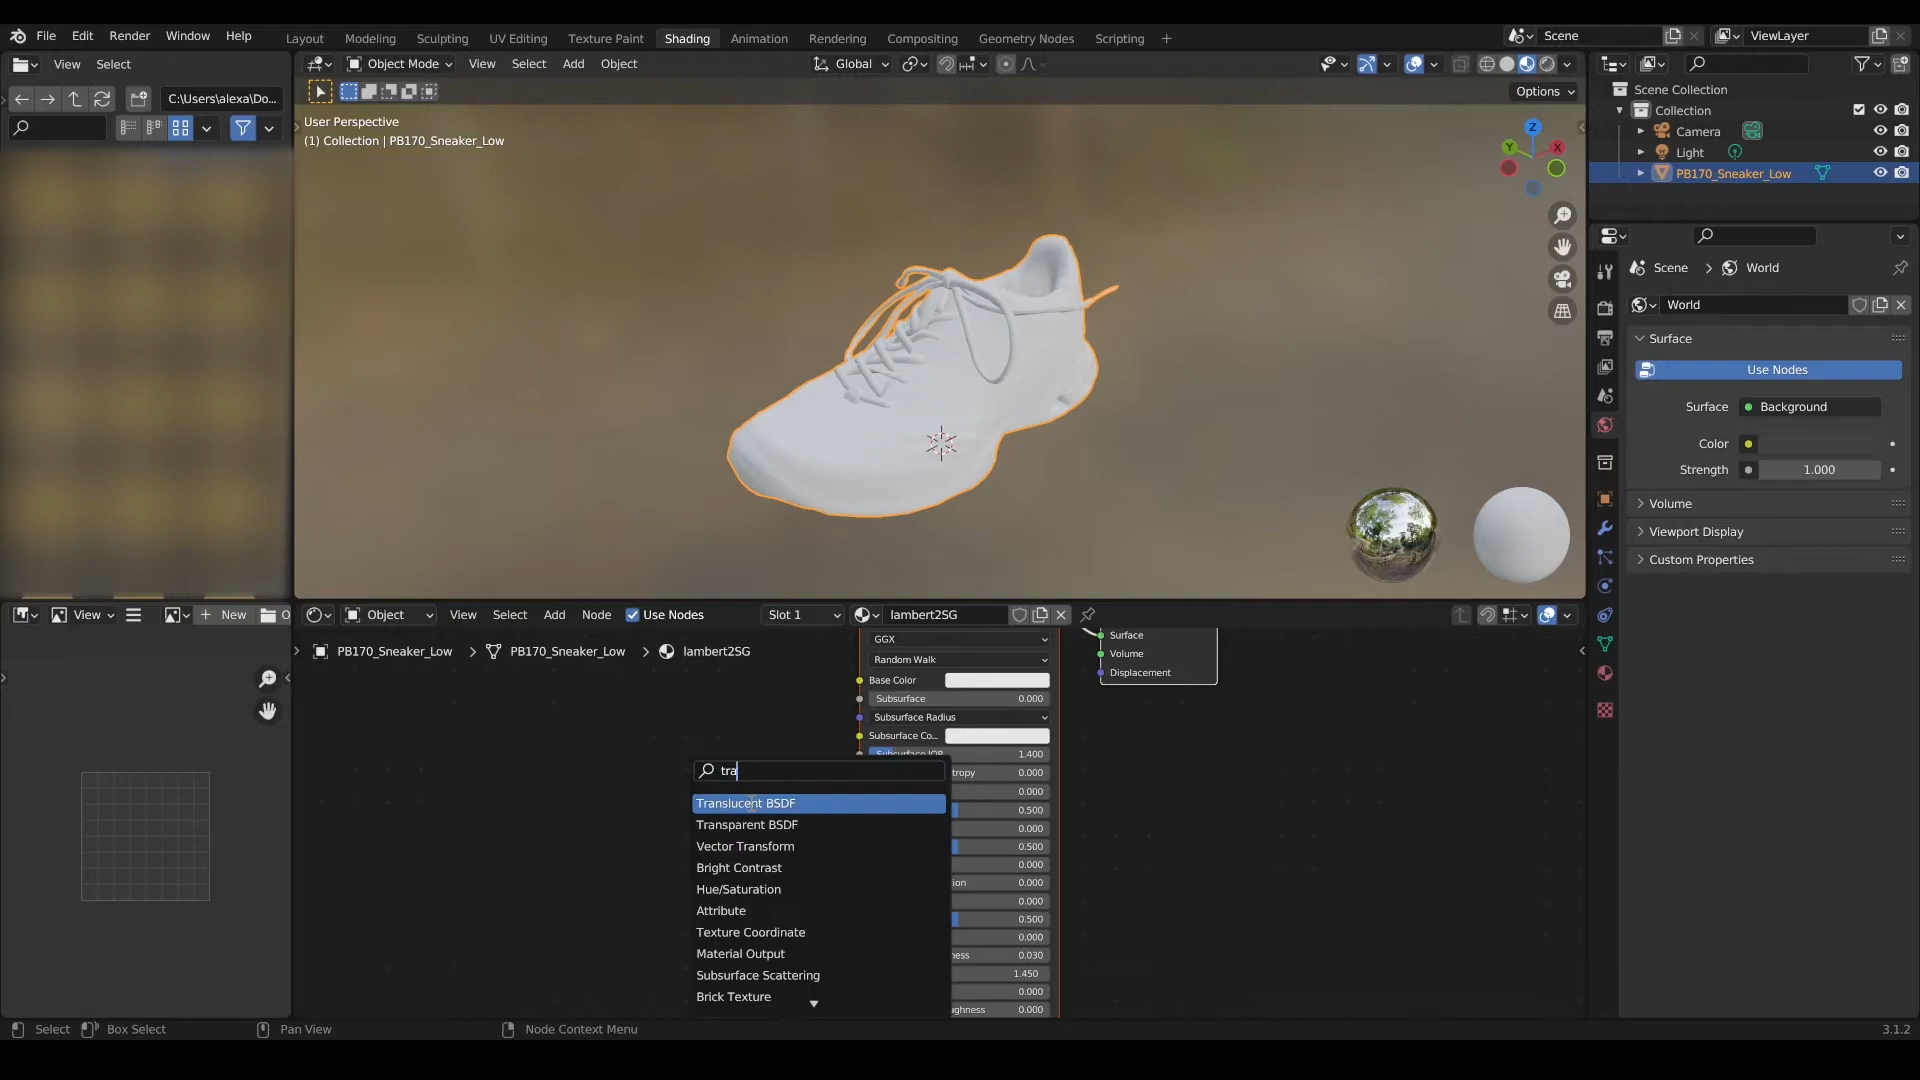 File Edit Render Window Help Layout Modeling Sculpting UV Editing Texture Paint Shading Animation Rendering Compositing Geometry Nodes Scripting + Scene ViewLayer
View Select Object Mode View Select Add Object Global
C:\Users\alexa\Do... Options
Scene Collection
Collection
Camera
Light
PB170_Sneaker_Low
User Perspective
(1) Collection | PB170_Sneaker_Low
Z
Y X
Scene > World
World
Surface
Use Nodes
Surface Background
Color
Strength 1.000
Volume
Viewport Display
Custom Properties
View + New O Object View Select Add Node Use Nodes Slot 1 lambert2SG
PB170_Sneaker_Low > PB170_Sneaker_Low > lambert2SG
GGX
Random Walk
Base Color
Subsurface 0.000
Subsurface Radius
Subsurface Co...
Subsurface IOR 1.400
tropy 0.000
0.000
0.500
0.000
0.500
0.000
ion 0.000
0.000
0.500
0.000
ness 0.030
1.450
0.000
ughness 0.000
Surface
Volume
Displacement
tra
Translucent BSDF
Transparent BSDF
Vector Transform
Bright Contrast
Hue/Saturation
Attribute
Texture Coordinate
Material Output
Subsurface Scattering
Brick Texture
Select Box Select Pan View Node Context Menu 3.1.2